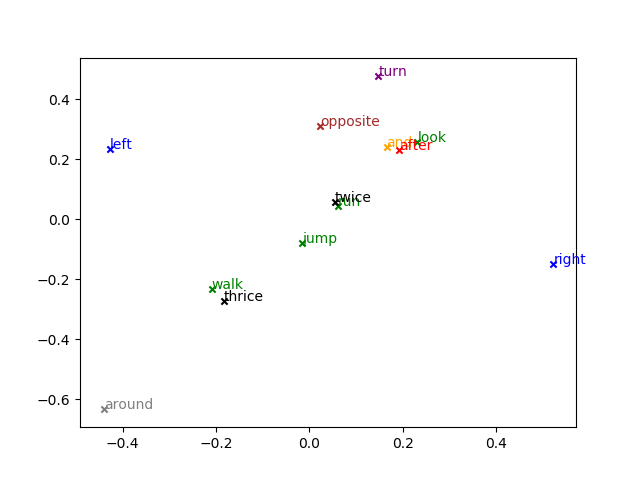 turn
0.4
opposite
look
and
after
left
0.2
twice
run
0.0
jump
right
−0.2
walk
thrice
−0.4
−0.6
around
−0.4 −0.2 0.0 0.2 0.4